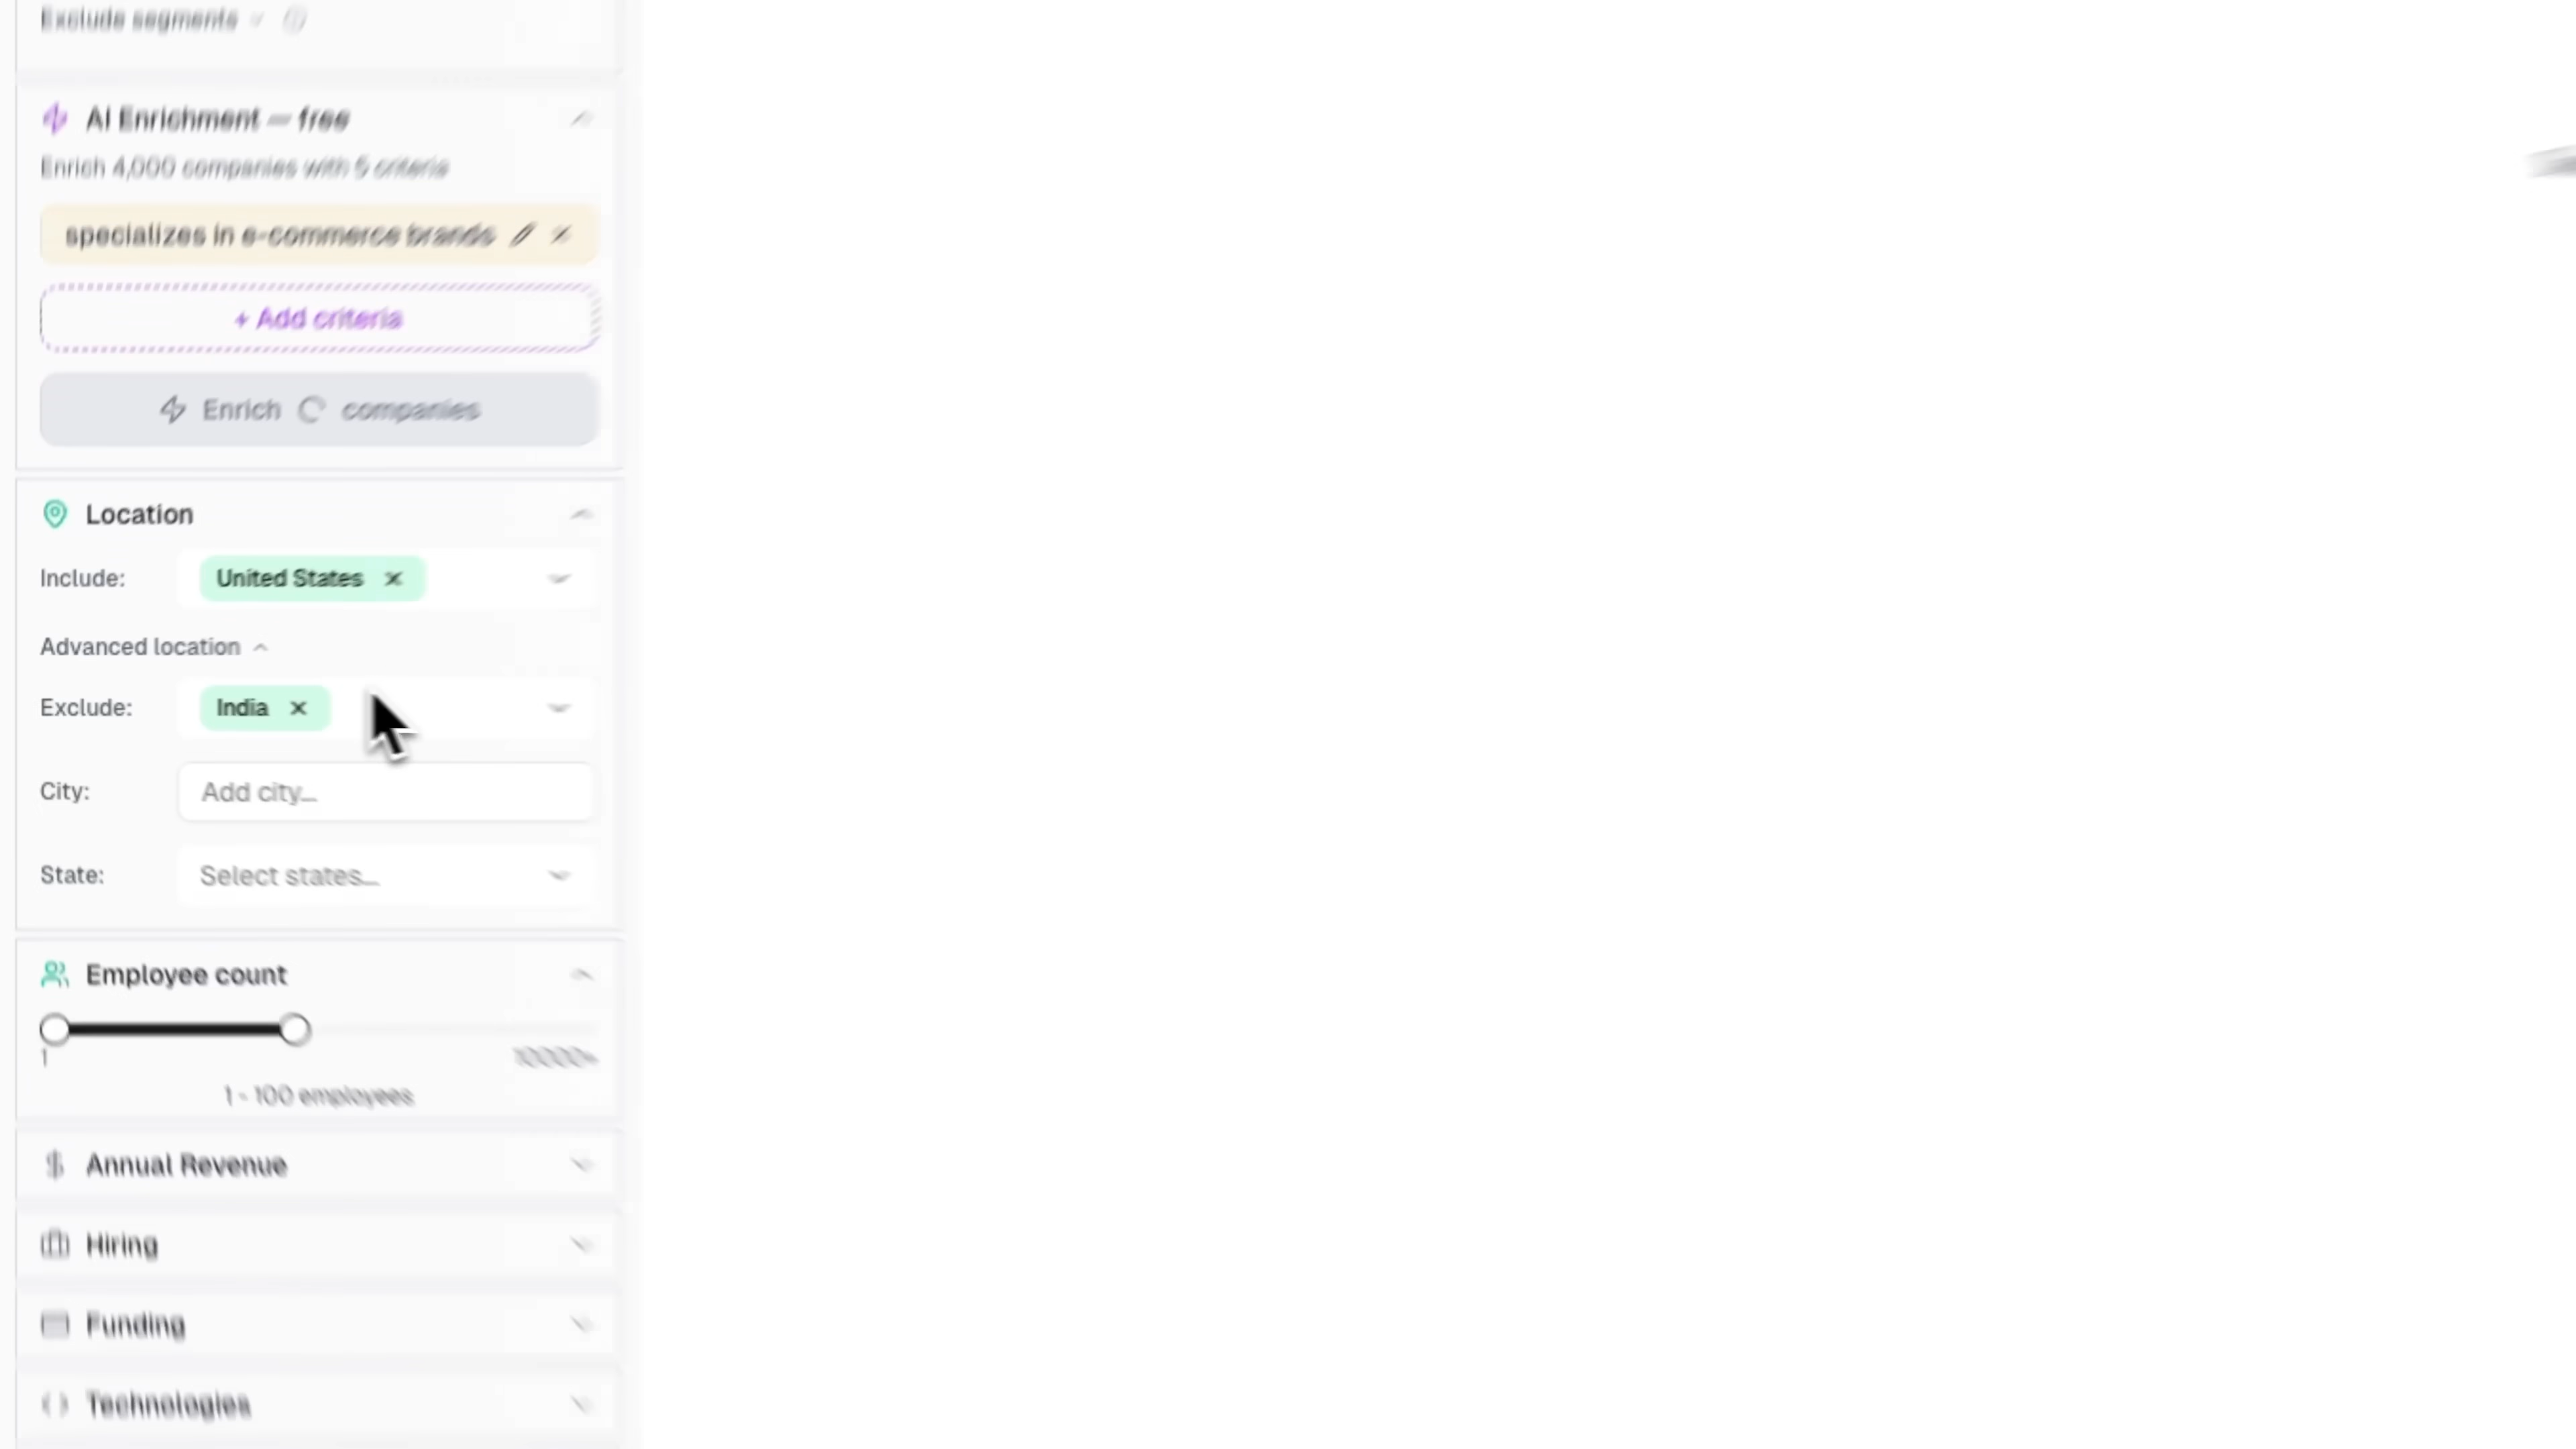 Exclude segments
AI Enrichment — free
Enrich 4,000 companies with 5 criteria
specializes in e-commerce brands
+ Add criteria
Enrich companies
Location
Include: United States ×
Advanced location
Exclude: India ×
City: Add city...
State: Select states...
Employee count
1
1 - 100 employees
Annual Revenue
Hiring
Funding
Technologies